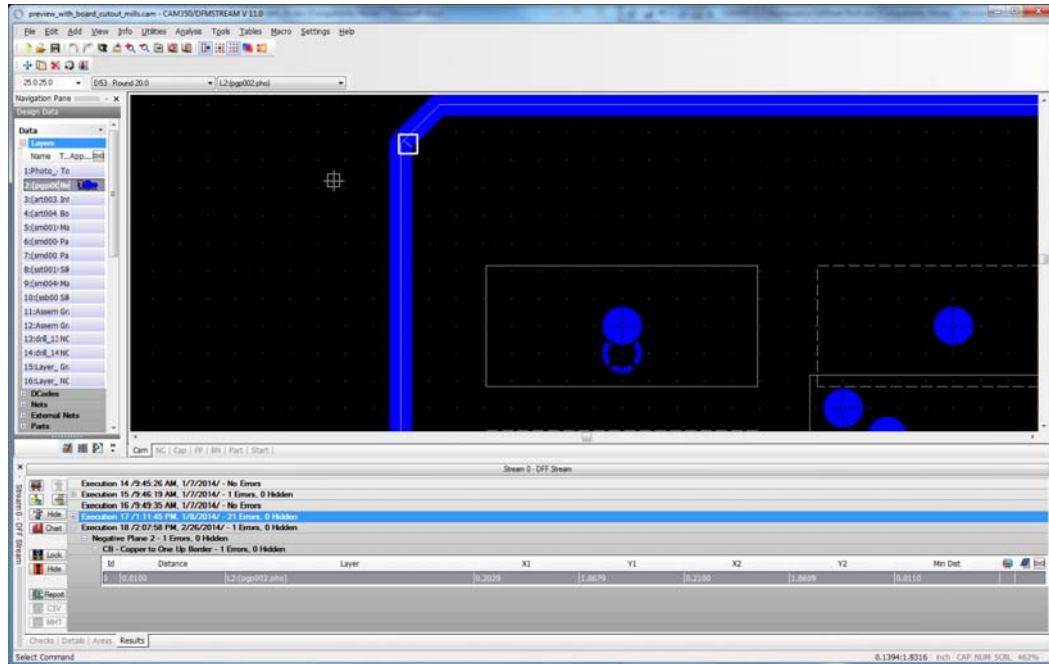 preview_with_board_cutout_mills.cam - CAM350/DFMSTREAM V 11.0
File Edit Add View Info Utilities Analysis Tools Tables Macro Settings Help
25.0:25.0 D53 Round 20.0 L2:(pgp002.pho)
Navigation Pane
Design Data
Data
Layers
Name T... App...
1:Photo_- To
2:(pgp00 Ne
3:(art003. Int
4:(art004. Bo
5:(sm001- Ma
6:(smd00- Pa
7:(smd00 Pa
8:(sst001- Silk
9:(sm004- Ma
10:(ssb00 Silk
11:Assem Gr.
12:Assem Gr.
13:drill_13 NC
14:drill_14 NC
15:Layer_ Gr.
16:Layer_ NC
DCodes
Nets
External Nets
Parts
Cam | NC | Cap | FP | BN | Part | Start |
Stream 0 - DFF Stream
Execution 14 /9:45:26 AM, 1/7/2014/ - No Errors
Execution 15 /9:46:19 AM, 1/7/2014/ - 1 Errors, 0 Hidden
Execution 16 /9:49:35 AM, 1/7/2014/ - No Errors
Execution 17 /1:11:45 PM, 1/8/2014/ - 21 Errors, 0 Hidden
Execution 18 /2:07:58 PM, 2/26/2014/ - 1 Errors, 0 Hidden
Negative Plane 2 - 1 Errors, 0 Hidden
CB - Copper to One Up Border - 1 Errors, 0 Hidden
Id Distance Layer X1 Y1 X2 Y2 Min Dist
0.0100 L2:(pgp002.pho) 0.2029 1.8679 0.2100 1.8609 0.0110
Stream 0 - DFF Stream
Hide
Chart
Lock
Hide
Report
CSV
MHT
Checks | Details | Areas Results
Select Command 0.1394:1.8316 inch CAP NUM SCRL 462%